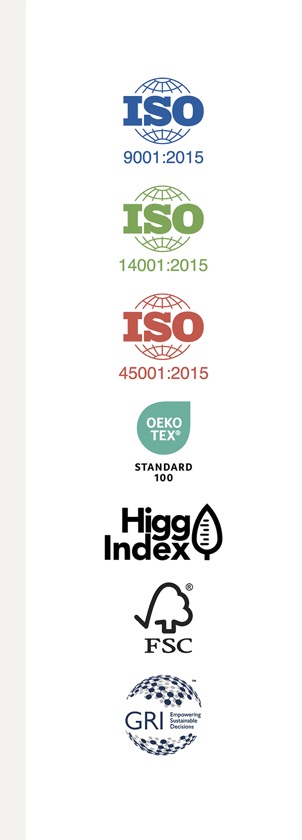 ISO
9001:2015
ISO
14001:2015
ISO
45001:2015
OEKO
TEX®
STANDARD
100
Higg
Index
®
FSC
™
GRI
Empowering
Sustainable
Decisions